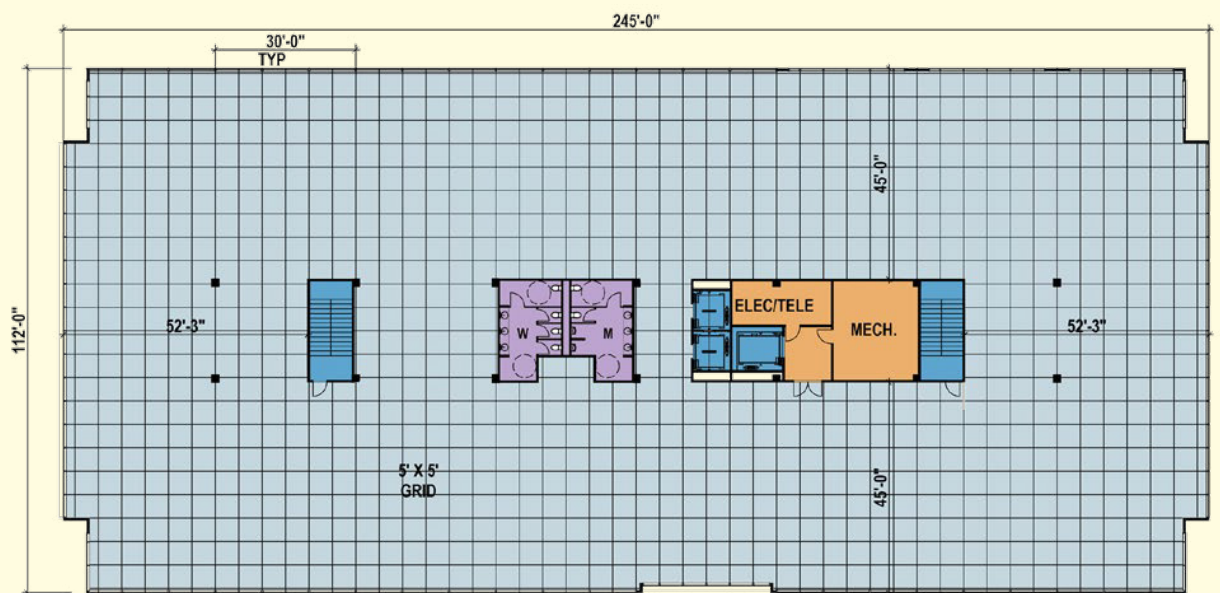 245'-0"
30'-0"
TYP
45'-0"
112'-0"
52'-3"
W
M
ELEC/TELE
MECH.
52'-3"
5' X 5'
GRID
45'-0"